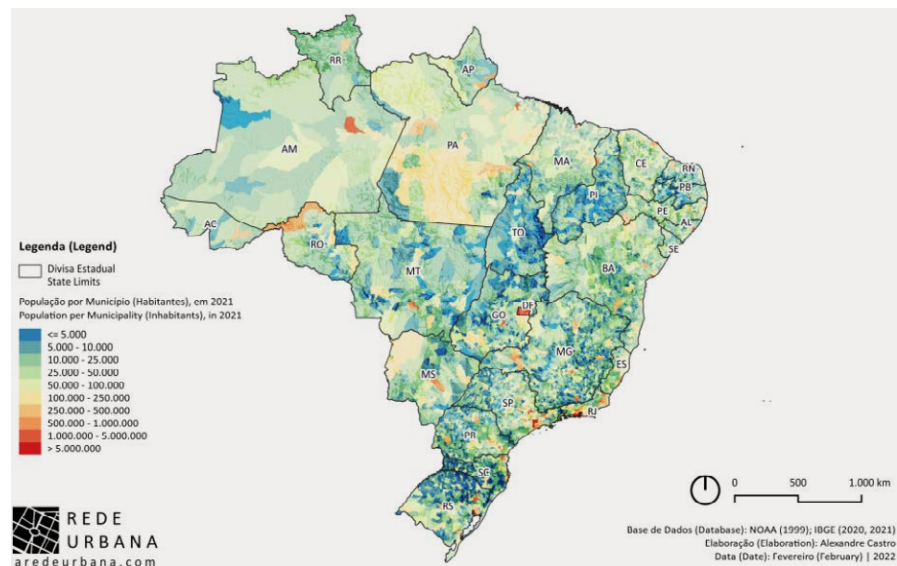 RR
AP
AM
PA
MA
CE
RN
PB
PI
PE
AL
SE
AC
RO
TO
MT
BA
GO
DF
MG
ES
MS
SP
RJ
PR
SC
RS
Legenda (Legend)
Divisa Estadual
State Limits
População por Município (Habitantes), em 2021
Population per Municipality (Inhabitants), in 2021
<= 5.000
5.000 - 10.000
10.000 - 25.000
25.000 - 50.000
50.000 - 100.000
100.000 - 250.000
250.000 - 500.000
500.000 - 1.000.000
1.000.000 - 5.000.000
> 5.000.000
REDE
URBANA
aredeurbana.com
0 500 1.000 km
Base de Dados (Database): NOAA (1999); IBGE (2020, 2021)
Elaboração (Elaboration): Alexandre Castro
Data (Date): Fevereiro (February) | 2022